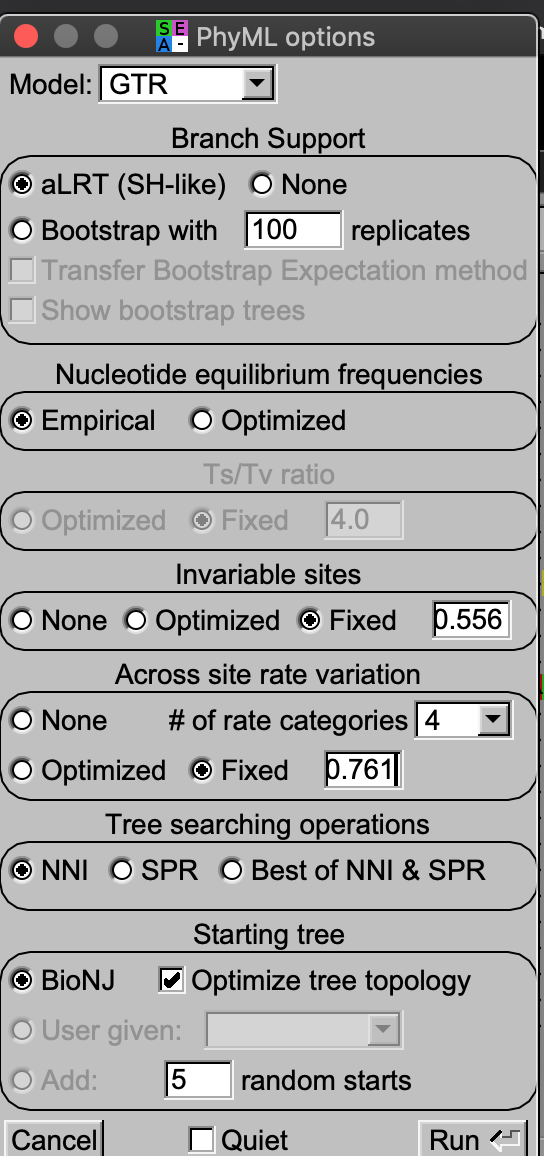 SE
A- PhyML options
Model: GTR
Branch Support
aLRT (SH-like) None
Bootstrap with 100 replicates
Transfer Bootstrap Expectation method
Show bootstrap trees
Nucleotide equilibrium frequencies
Empirical Optimized
Ts/Tv ratio
Optimized Fixed 4.0
Invariable sites
None Optimized Fixed 0.556
Across site rate variation
None # of rate categories 4
Optimized Fixed 0.761
Tree searching operations
NNI SPR Best of NNI & SPR
Starting tree
BioNJ Optimize tree topology
User given:
Add: 5 random starts
Cancel Quiet Run